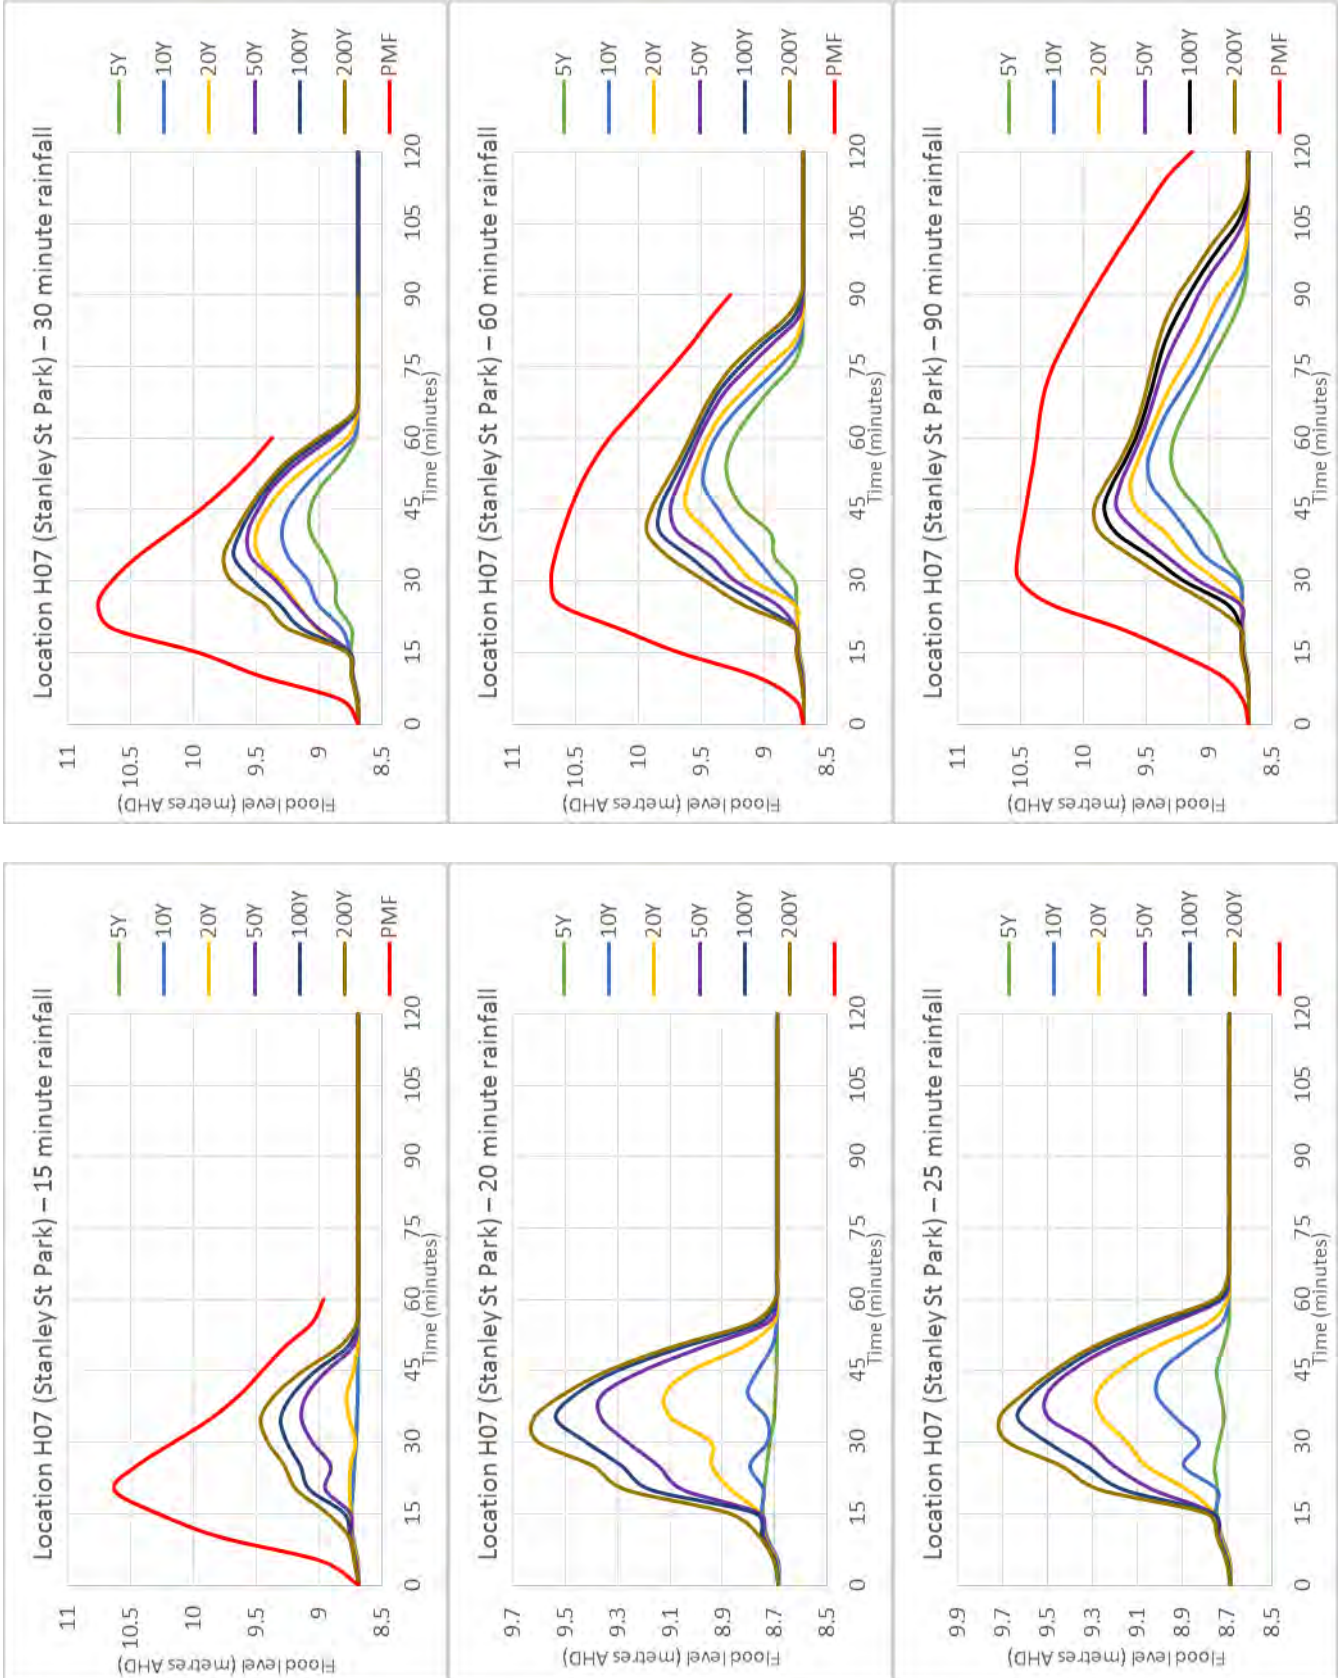 Location H07 (Stanley St Park) – 15 minute rainfall
Flood level (metres AHD)
11
10.5
10
9.5
9
8.5
0 15 30 45 60 75 90 105 120
Time (minutes)
5Y
10Y
20Y
50Y
100Y
200Y
PMF
Location H07 (Stanley St Park) – 30 minute rainfall
Flood level (metres AHD)
11
10.5
10
9.5
9
8.5
0 15 30 45 60 75 90 105 120
Time (minutes)
5Y
10Y
20Y
50Y
100Y
200Y
PMF
Location H07 (Stanley St Park) – 20 minute rainfall
Flood level (metres AHD)
9.7
9.5
9.3
9.1
8.9
8.7
8.5
0 15 30 45 60 75 90 105 120
Time (minutes)
5Y
10Y
20Y
50Y
100Y
200Y
Location H07 (Stanley St Park) – 60 minute rainfall
Flood level (metres AHD)
11
10.5
10
9.5
9
8.5
0 15 30 45 60 75 90 105 120
Time (minutes)
5Y
10Y
20Y
50Y
100Y
200Y
PMF
Location H07 (Stanley St Park) – 25 minute rainfall
Flood level (metres AHD)
9.9
9.7
9.5
9.3
9.1
8.9
8.7
8.5
0 15 30 45 60 75 90 105 120
Time (minutes)
5Y
10Y
20Y
50Y
100Y
200Y
Location H07 (Stanley St Park) – 90 minute rainfall
Flood level (metres AHD)
11
10.5
10
9.5
9
8.5
0 15 30 45 60 75 90 105 120
Time (minutes)
5Y
10Y
20Y
50Y
100Y
200Y
PMF